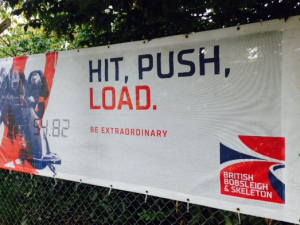 HIT, PUSH,
LOAD.
BE EXTRAORDINARY
54.82
BRITISH
BOBSLEIGH
& SKELETON